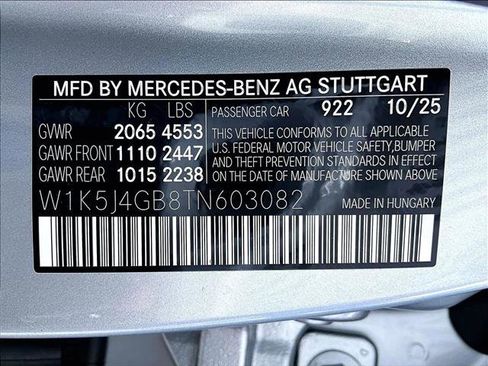 MFD BY MERCEDES-BENZ AG STUTTGART
KG LBS PASSENGER CAR 922 10/25
GVWR 2065 4553 THIS VEHICLE CONFORMS TO ALL APPLICABLE
GAWR FRONT 1110 2447 U.S. FEDERAL MOTOR VEHICLE SAFETY,BUMPER
GAWR REAR 1015 2238 AND THEFT PREVENTION STANDARDS IN EFFECT
ON THE DATE OF MANUFACTURE SHOWN ABOVE.
W1K5J4GB8TN603082 MADE IN HUNGARY